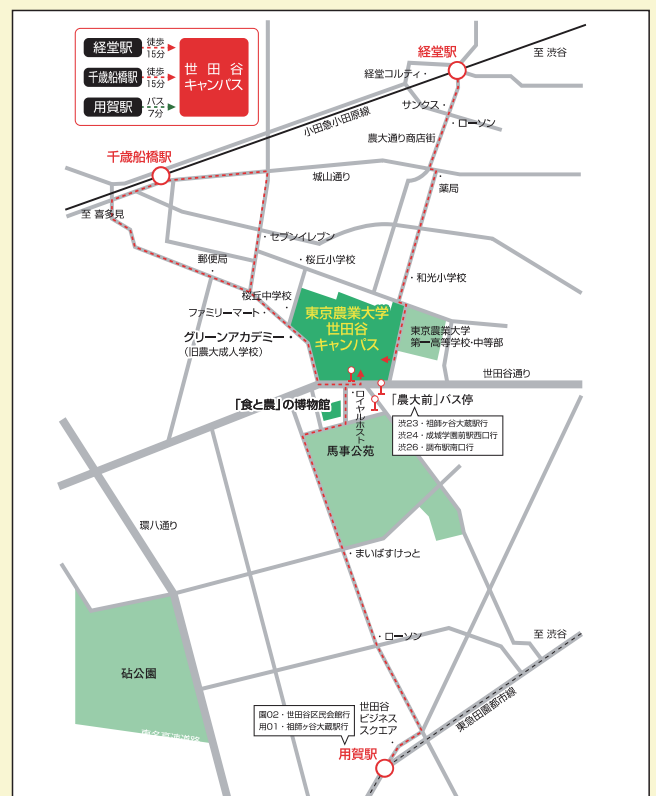 経堂駅
徒歩
15分
千歳船橋駅
徒歩
15分
用賀駅
バス
7分
世田谷
キャンパス
経堂駅
至 渋谷
経堂コルティ・
サンクス・
・ローソン
小田急小田原線
農大通り商店街
千歳船橋駅
城山通り
・
薬局
至 喜多見
・セブンイレブン
郵便局
・
・桜丘小学校
・和光小学校
桜丘中学校
・
ファミリーマート・
東京農業大学
世田谷
キャンパス
東京農業大学
第一高等学校・中等部
グリーンアカデミー・
(旧農大成人学校)
世田谷通り
「食と農」の博物館
・ロイヤルホスト
「農大前」バス停
渋23・祖師ヶ谷大蔵駅行
渋24・成城学園前駅西口行
渋26・調布駅南口行
馬事公苑
環八通り
・まいばすけっと
・ローソン
至 渋谷
砧公園
東急田園都市線
園02・世田谷区民会館行
用01・祖師ヶ谷大蔵駅行
世田谷
ビジネス
スクエア
・
用賀駅